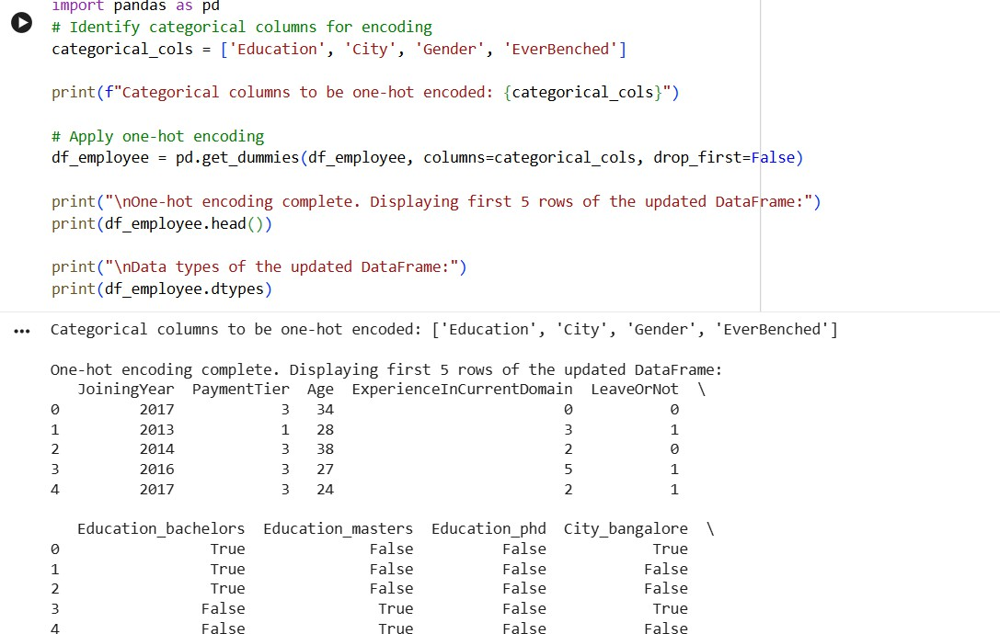 import pandas as pd
# Identify categorical columns for encoding
categorical_cols = ['Education', 'City', 'Gender', 'EverBenched']
print(f"Categorical columns to be one-hot encoded: {categorical_cols}")
# Apply one-hot encoding
df_employee = pd.get_dummies(df_employee, columns=categorical_cols, drop_first=False)
print("\nOne-hot encoding complete. Displaying first 5 rows of the updated DataFrame:")
print(df_employee.head())
print("\nData types of the updated DataFrame:")
print(df_employee.dtypes)
Categorical columns to be one-hot encoded: ['Education', 'City', 'Gender', 'EverBenched']
One-hot encoding complete. Displaying first 5 rows of the updated DataFrame:
JoiningYear PaymentTier Age ExperienceInCurrentDomain LeaveOrNot \
0 2017 3 34 0 0
1 2013 1 28 3 1
2 2014 3 38 2 0
3 2016 3 27 5 1
4 2017 3 24 2 1
Education_bachelors Education_masters Education_phd City_bangalore \
0 True False False True
1 True False False False
2 True False False False
3 False True False True
4 False True False False